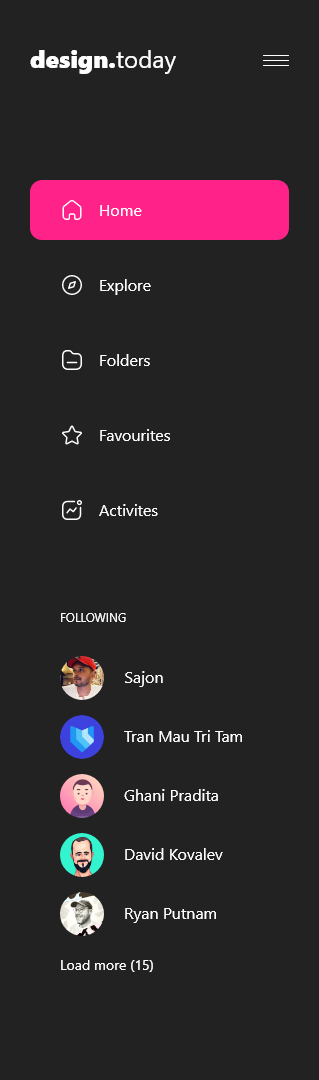 design.today
Home
Explore
Folders
Favourites
Activites
FOLLOWING
Sajon
Tran Mau Tri Tam
Ghani Pradita
David Kovalev
Ryan Putnam
Load more (15)